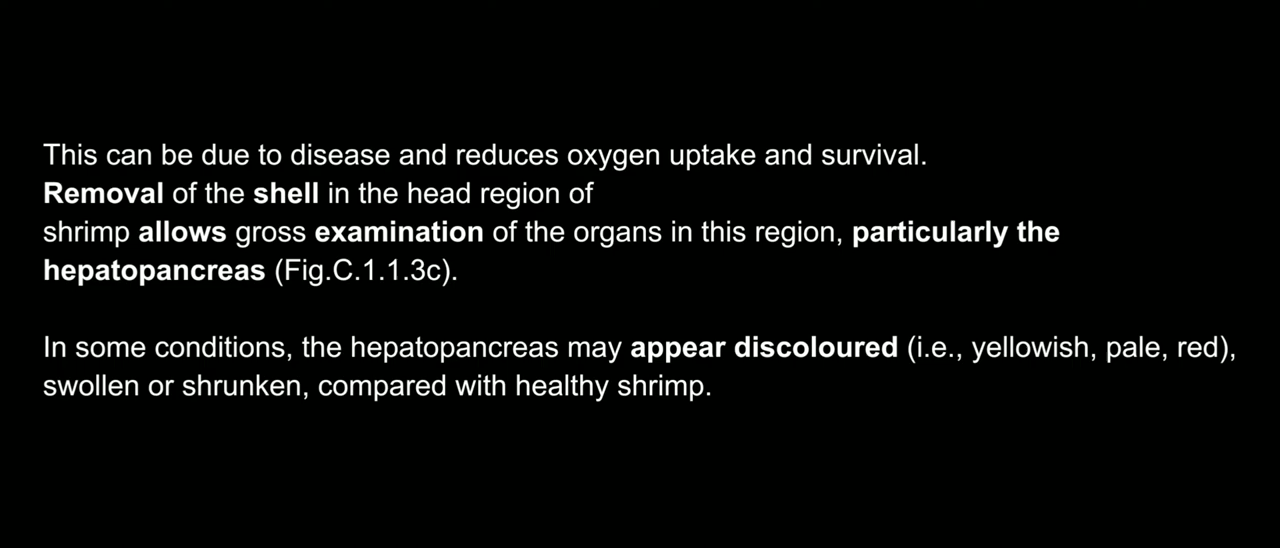 This can be due to disease and reduces oxygen uptake and survival.
Removal of the shell in the head region of
shrimp allows gross examination of the organs in this region, particularly the
hepatopancreas (Fig.C.1.1.3c).
In some conditions, the hepatopancreas may appear discoloured (i.e., yellowish, pale, red),
swollen or shrunken, compared with healthy shrimp.